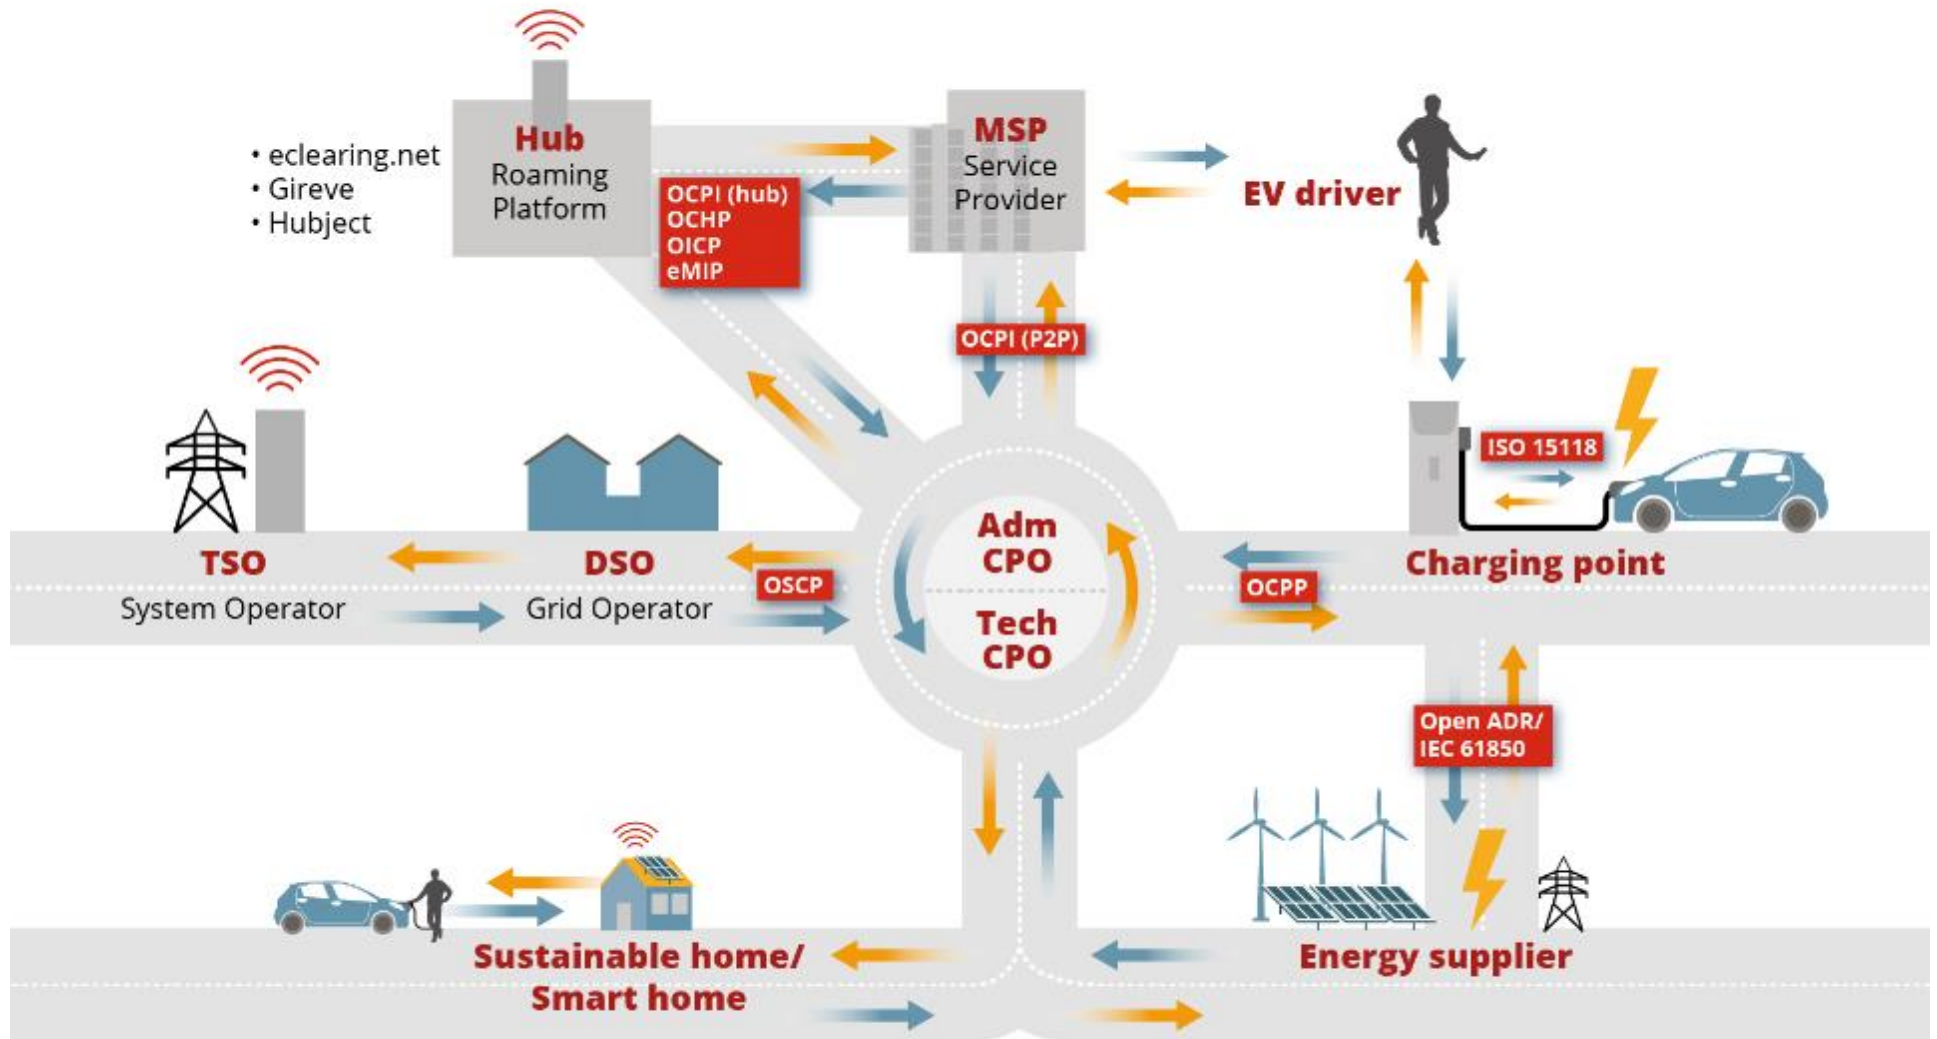 Hub
Roaming
Platform
• eclearing.net
• Gireve
• Hubject
MSP
Service
Provider
EV driver
OCPI (hub)
OCHP
OICP
eMIP
OCPI (P2P)
ISO 15118
TSO
System Operator
DSO
Grid Operator
OSCP
Adm
CPO
Tech
CPO
OCPP
Charging point
Open ADR/
IEC 61850
Sustainable home/
Smart home
Energy supplier